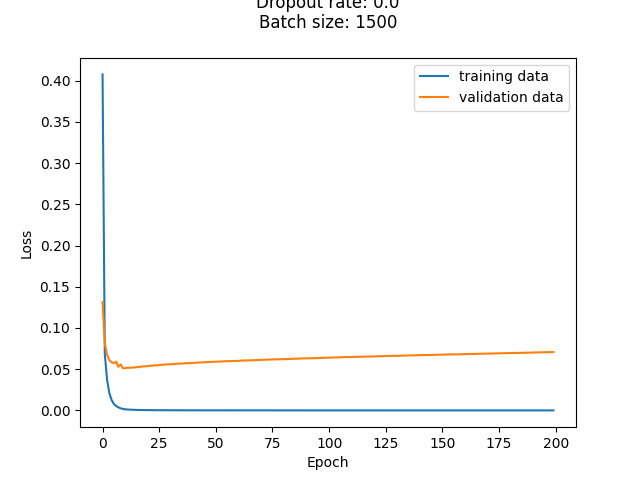 Dropout rate: 0.0
Batch size: 1500
training data
validation data
0.40
0.35
0.30
0.25
0.20
0.15
0.10
0.05
0.00
Loss
0 25 50 75 100 125 150 175 200
Epoch